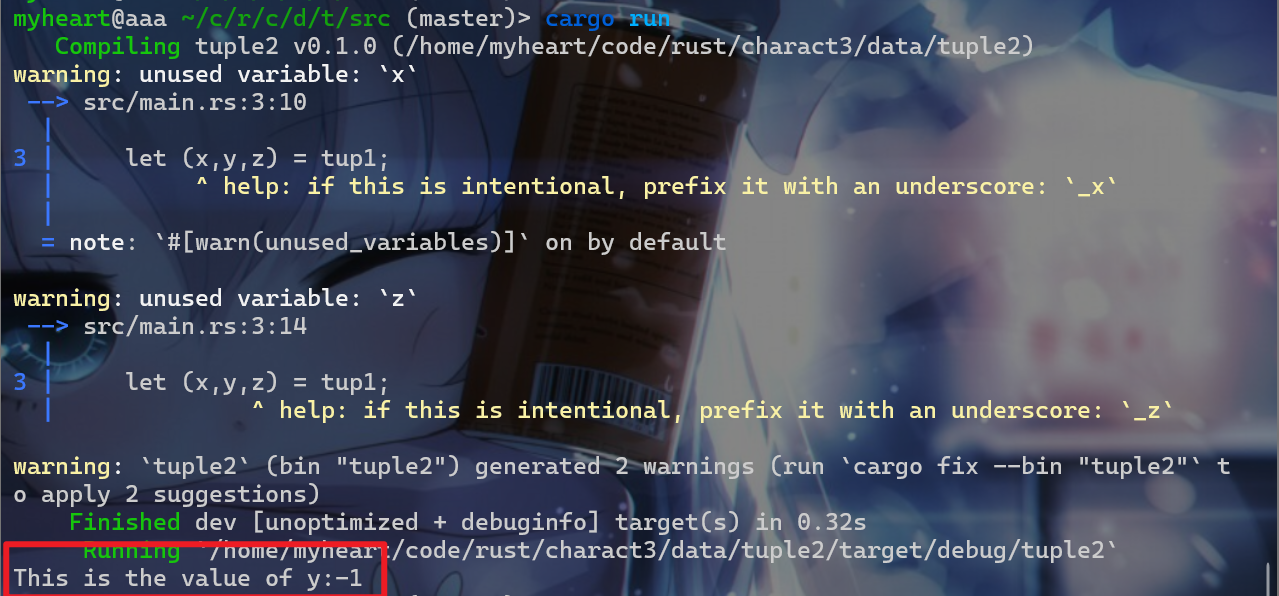 myheart@aaa ~/c/r/c/d/t/src (master)> cargo run
   Compiling tuple2 v0.1.0 (/home/myheart/code/rust/charact3/data/tuple2)
warning: unused variable: `x`
 --> src/main.rs:3:10
  |
3 |     let (x,y,z) = tup1;
  |          ^ help: if this is intentional, prefix it with an underscore: `_x`
  |
  = note: `#[warn(unused_variables)]` on by default
warning: unused variable: `z`
 --> src/main.rs:3:14
  |
3 |     let (x,y,z) = tup1;
  |              ^ help: if this is intentional, prefix it with an underscore: `_z`
warning: `tuple2` (bin "tuple2") generated 2 warnings (run `cargo fix --bin "tuple2"` t
o apply 2 suggestions)
    Finished dev [unoptimized + debuginfo] target(s) in 0.32s
     Running `/home/myheart/code/rust/charact3/data/tuple2/target/debug/tuple2`
This is the value of y:-1